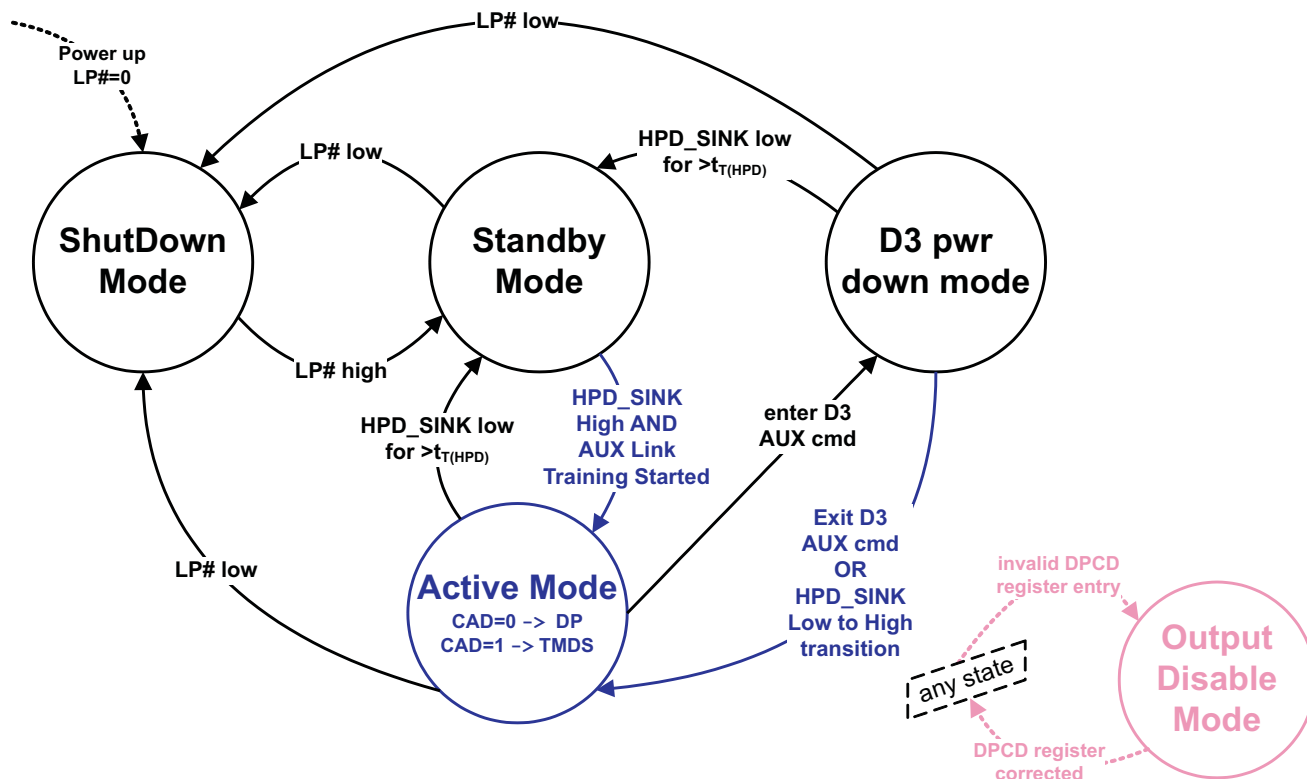 LP# low
Power up
LP#=0
HPD_SINK low
for >tT(HPD)
LP# low
ShutDown
Mode
Standby
Mode
D3 pwr
down mode
LP# high
HPD_SINK low
for >tT(HPD)
HPD_SINK
High AND
AUX Link
Training Started
enter D3
AUX cmd
LP# low
Active Mode
CAD=0 -> DP
CAD=1 -> TMDS
Exit D3
AUX cmd
OR
HPD_SINK
Low to High
transition
invalid DPCD
register entry
any state
Output
Disable
Mode
DPCD register
corrected